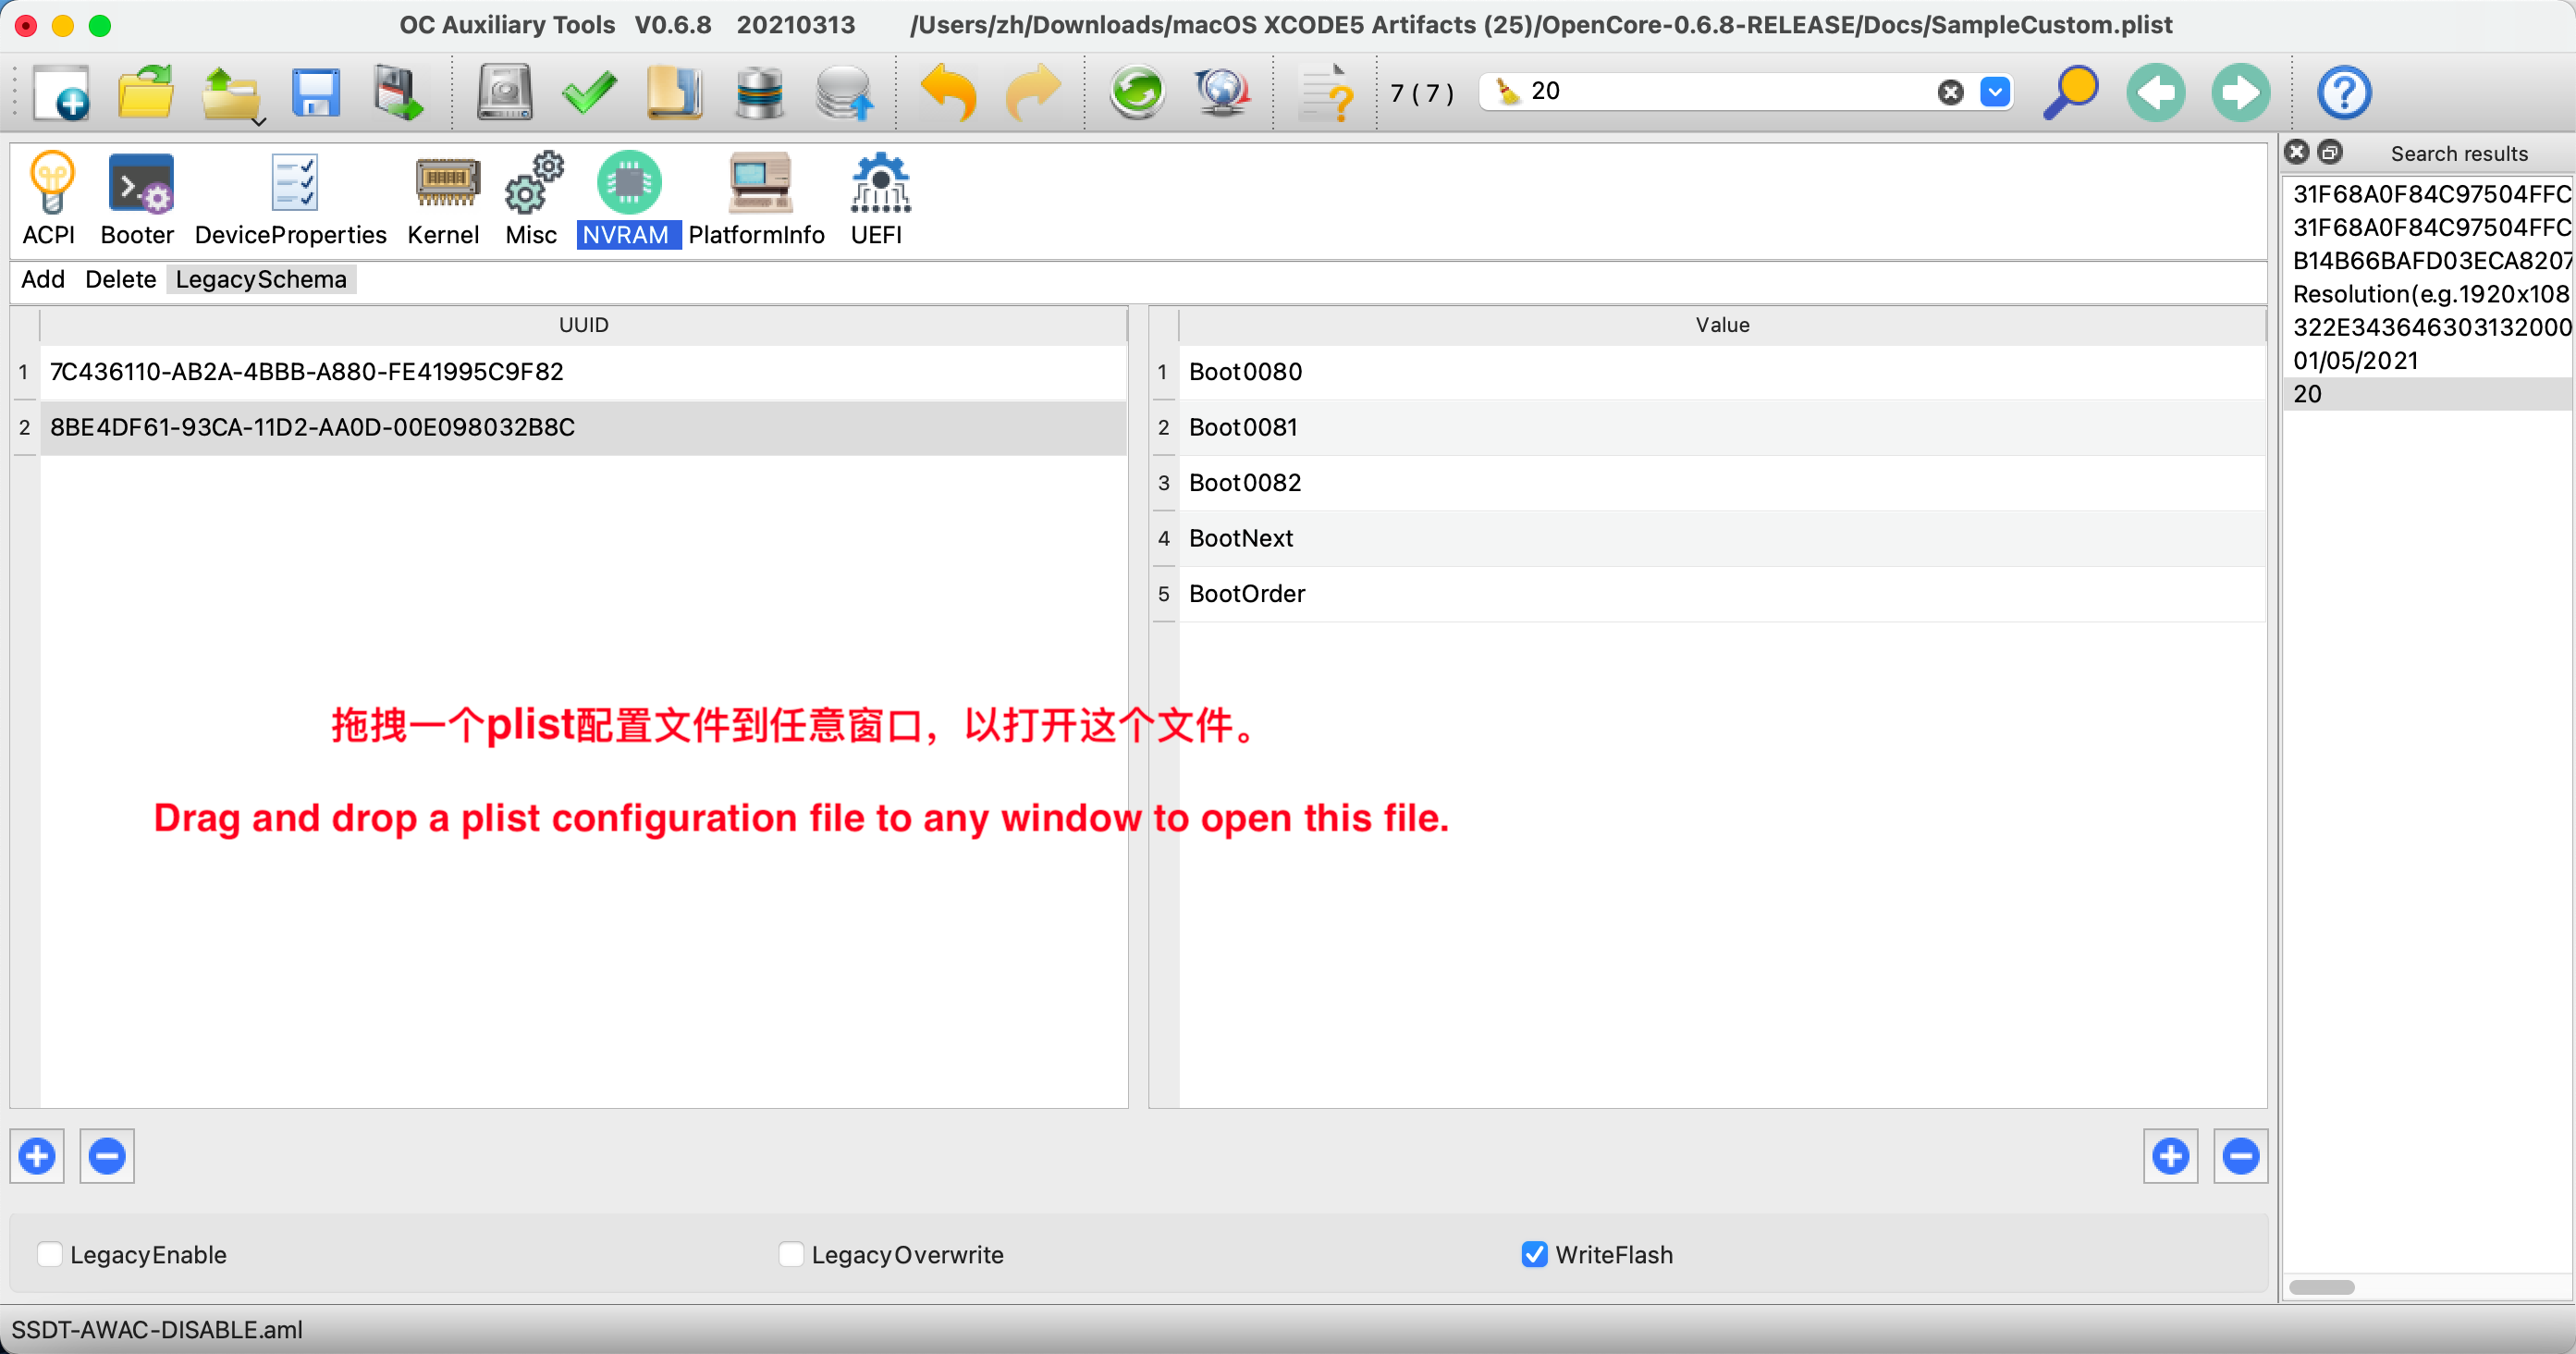 OC Auxiliary Tools V0.6.8 20210313 /Users/zh/Downloads/macOS XCODE5 Artifacts (25)/OpenCore-0.6.8-RELEASE/Docs/SampleCustom.plist
7 ( 7 ) 20
ACPI Booter DeviceProperties Kernel Misc NVRAM PlatformInfo UEFI
Add Delete LegacySchema
UUID
1 7C436110-AB2A-4BBB-A880-FE41995C9F82
2 8BE4DF61-93CA-11D2-AA0D-00E098032B8C
Value
1 Boot0080
2 Boot0081
3 Boot0082
4 BootNext
5 BootOrder
拖拽一个plist配置文件到任意窗口，以打开这个文件。
Drag and drop a plist configuration file to any window to open this file.
LegacyEnable LegacyOverwrite WriteFlash
Search results
31F68A0F84C97504FFC
31F68A0F84C97504FFC
B14B66BAFD03ECA8207
Resolution(e.g.1920x108
322E343646303132000
01/05/2021
20
SSDT-AWAC-DISABLE.aml